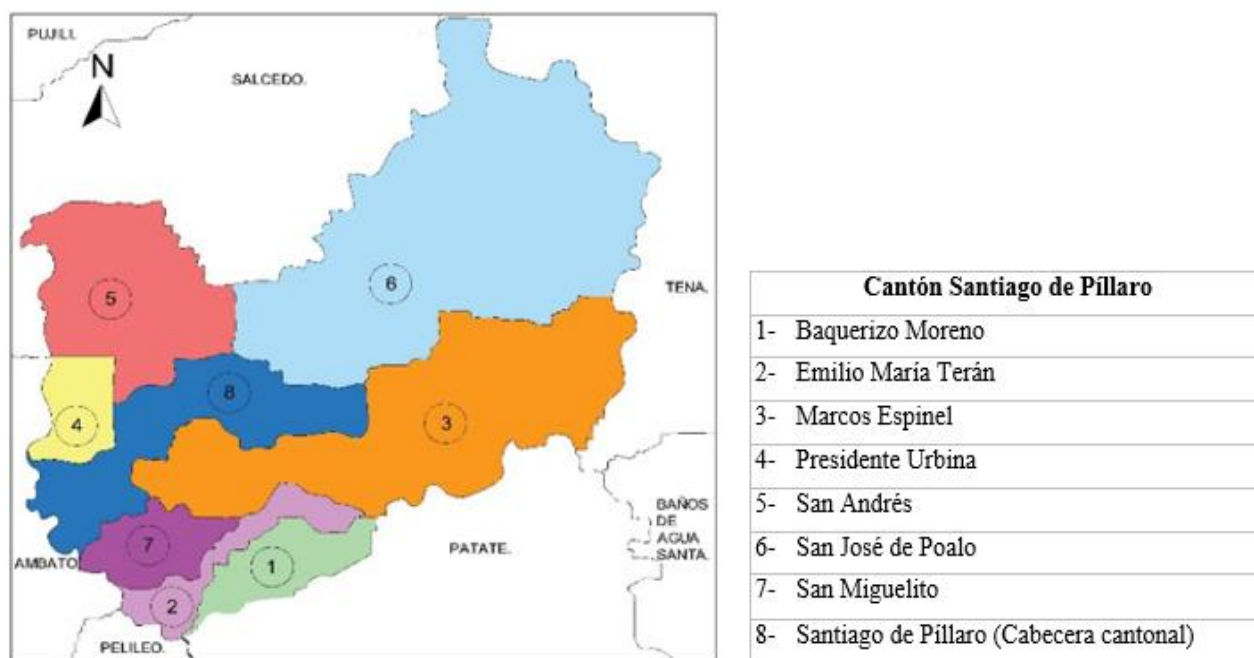 PUJILI.
N
SALCEDO.
6
5
TENA.
8
4
3
BAÑOS
DE
AGUA
SANTA.
7
PATATE.
AMBATO
1
2
PELILEO.
Cantón Santiago de Píllaro
1- Baquerizo Moreno
2- Emilio María Terán
3- Marcos Espinel
4- Presidente Urbina
5- San Andrés
6- San José de Poalo
7- San Miguelito
8- Santiago de Píllaro (Cabecera cantonal)